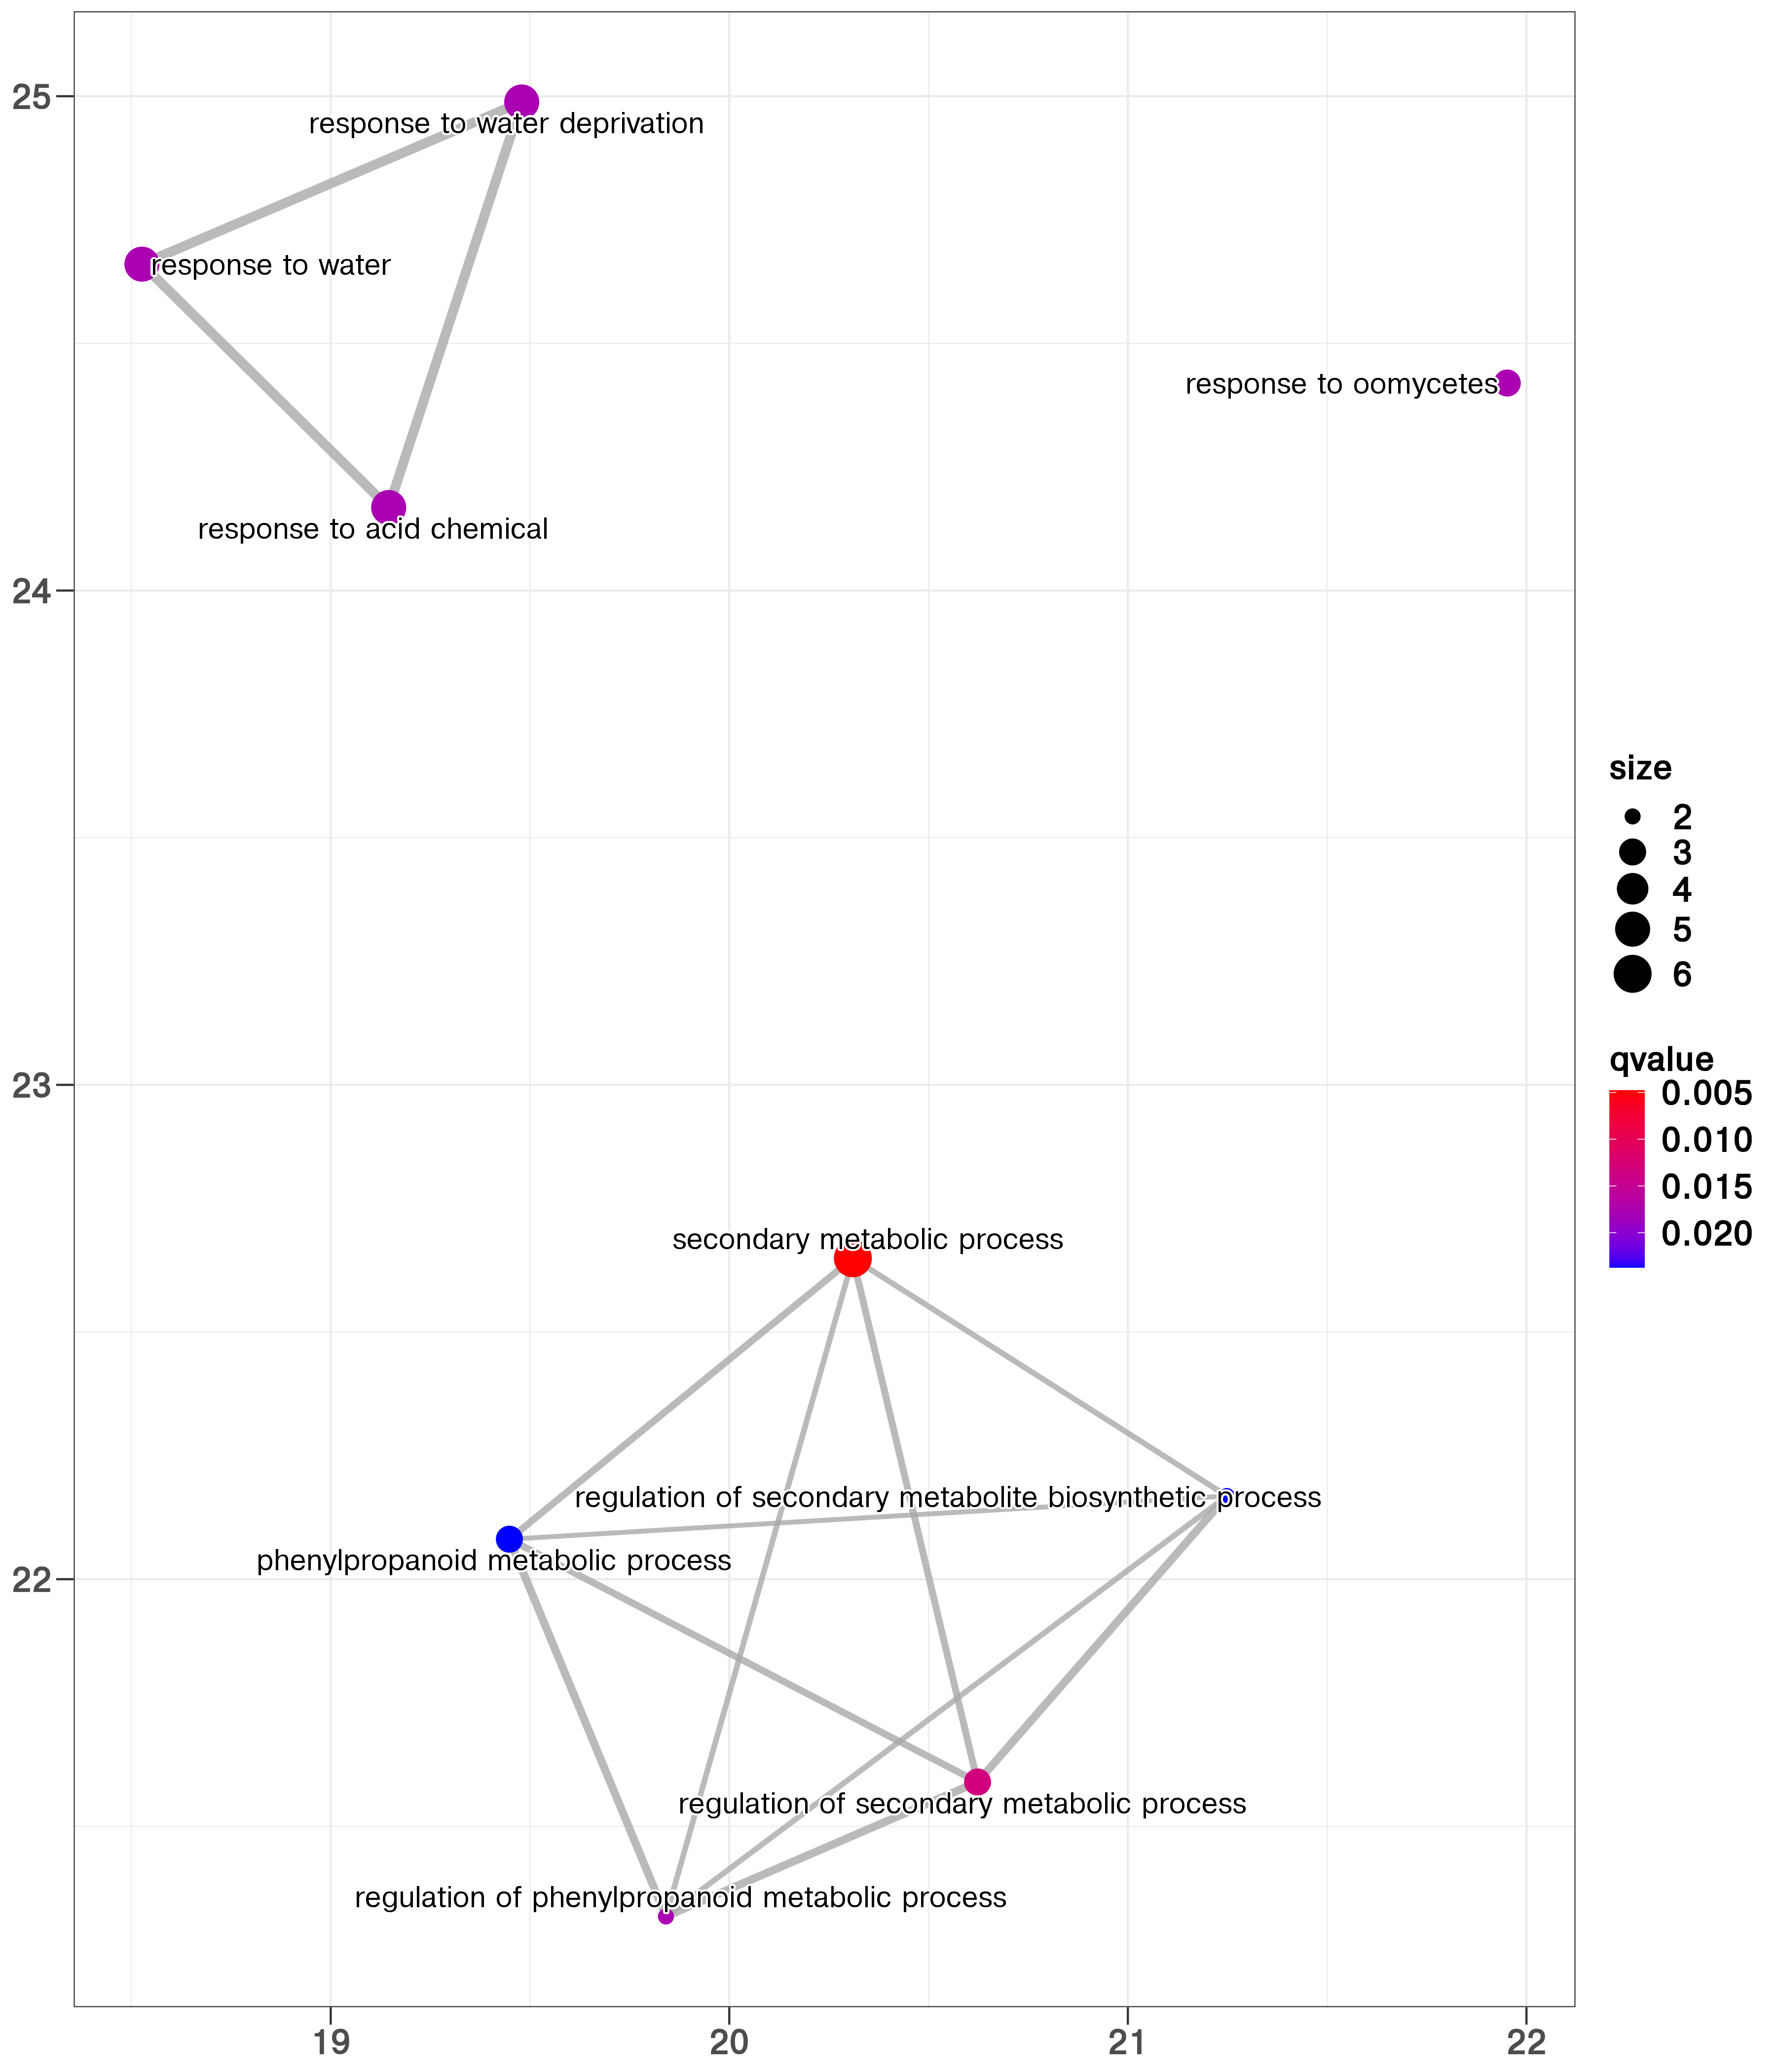 25
response to water deprivation
response to water
response to oomycetes
response to acid chemical
24
size
2
3
4
5
6
23
qvalue
0.005
0.010
0.015
0.020
secondary metabolic process
regulation of secondary metabolite biosynthetic process
phenylpropanoid metabolic process
22
regulation of secondary metabolic process
regulation of phenylpropanoid metabolic process
19 20 21 22